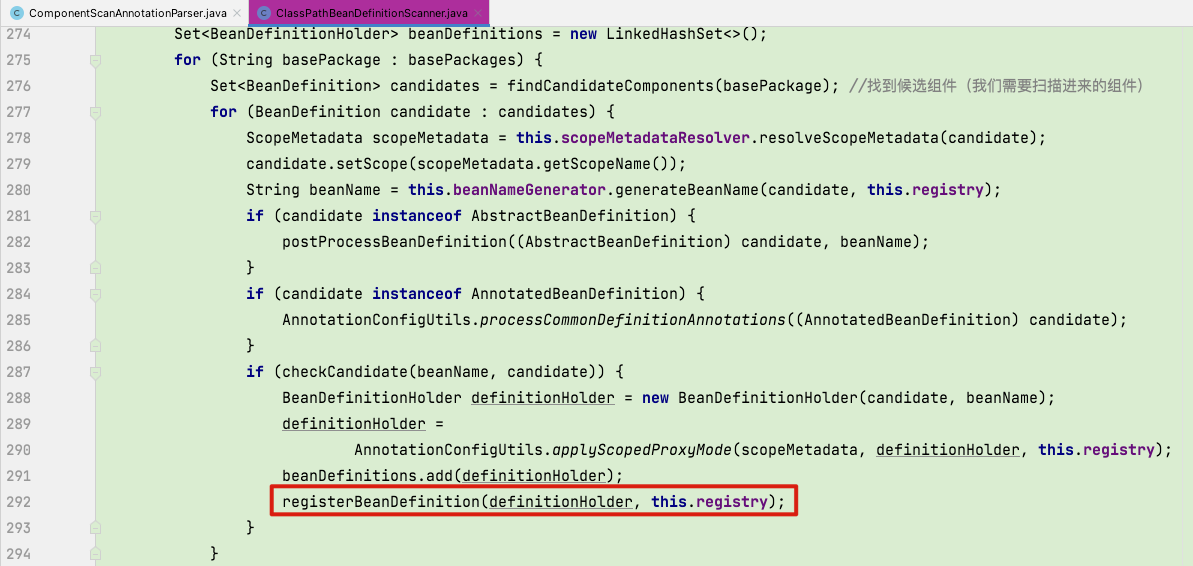 ComponentScanAnnotationParser.java ClassPathBeanDefinitionScanner.java
274 Set<BeanDefinitionHolder> beanDefinitions = new LinkedHashSet<>();
275 for (String basePackage : basePackages) {
276 Set<BeanDefinition> candidates = findCandidateComponents(basePackage); //找到候选组件（我们需要扫描进来的组件）
277 for (BeanDefinition candidate : candidates) {
278 ScopeMetadata scopeMetadata = this.scopeMetadataResolver.resolveScopeMetadata(candidate);
279 candidate.setScope(scopeMetadata.getScopeName());
280 String beanName = this.beanNameGenerator.generateBeanName(candidate, this.registry);
281 if (candidate instanceof AbstractBeanDefinition) {
282 postProcessBeanDefinition((AbstractBeanDefinition) candidate, beanName);
283 }
284 if (candidate instanceof AnnotatedBeanDefinition) {
285 AnnotationConfigUtils.processCommonDefinitionAnnotations((AnnotatedBeanDefinition) candidate);
286 }
287 if (checkCandidate(beanName, candidate)) {
288 BeanDefinitionHolder definitionHolder = new BeanDefinitionHolder(candidate, beanName);
289 definitionHolder =
290 AnnotationConfigUtils.applyScopedProxyMode(scopeMetadata, definitionHolder, this.registry);
291 beanDefinitions.add(definitionHolder);
292 registerBeanDefinition(definitionHolder, this.registry);
293 }
294 }